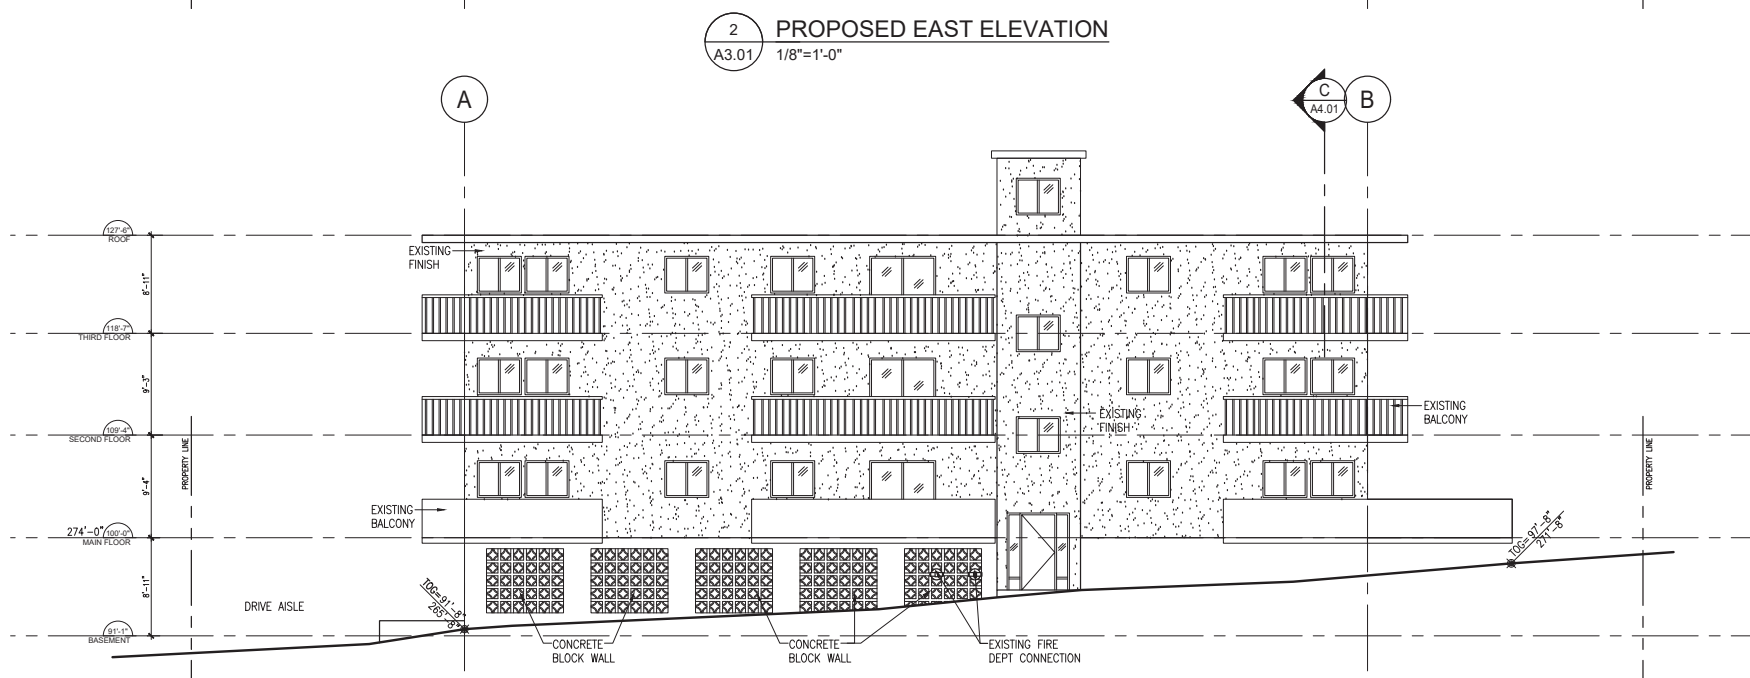 2
PROPOSED EAST ELEVATION
A3.01
1/8"=1'-0"
A
C
A4.01
B
127'-6"
ROOF
EXISTING
FINISH
8'-11"
118'-7"
THIRD FLOOR
9'-3"
EXISTING
FINISH
EXISTING
BALCONY
109'-4"
SECOND FLOOR
PROPERTY LINE
PROPERTY LINE
9'-4"
EXISTING
BALCONY
274'-0"
100'-0"
MAIN FLOOR
TOG=97'-8"
271'-8"
8'-11"
TOG=91'-8"
265'-8"
DRIVE AISLE
91'-1"
BASEMENT
CONCRETE
BLOCK WALL
CONCRETE
BLOCK WALL
EXISTING FIRE
DEPT CONNECTION